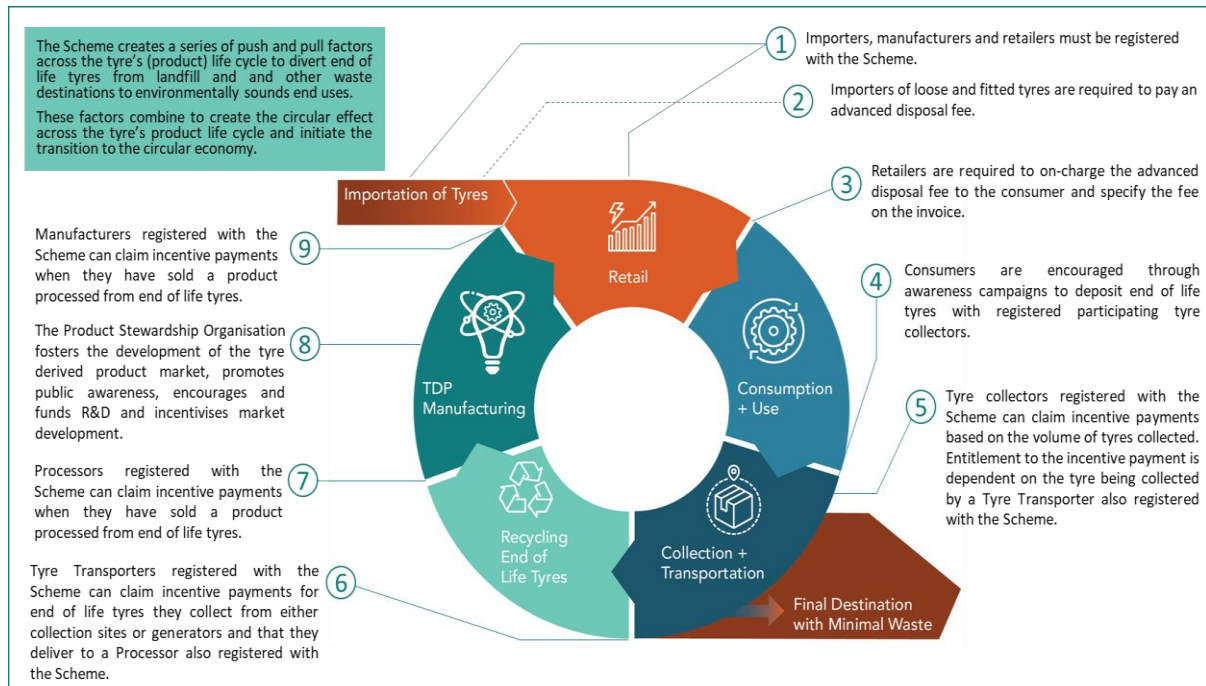 The Scheme creates a series of push and pull factors
across the tyre's (product) life cycle to divert end of
life tyres from landfill and and other waste
destinations to environmentally sounds end uses.
These factors combine to create the circular effect
across the tyre's product life cycle and initiate the
transition to the circular economy.
1
Importers, manufacturers and retailers must be registered
with the Scheme.
2
Importers of loose and fitted tyres are required to pay an
advanced disposal fee.
3
Retailers are required to on-charge the advanced
disposal fee to the consumer and specify the fee
on the invoice.
4
Consumers are encouraged through
awareness campaigns to deposit end of life
tyres with registered participating tyre
collectors.
5
Tyre collectors registered with the
Scheme can claim incentive payments
based on the volume of tyres collected.
Entitlement to the incentive payment is
dependent on the tyre being collected
by a Tyre Transporter also registered
with the Scheme.
6
Tyre Transporters registered with the
Scheme can claim incentive payments for
end of life tyres they collect from either
collection sites or generators and that they
deliver to a Processor also registered with
the Scheme.
7
Processors registered with the
Scheme can claim incentive payments
when they have sold a product
processed from end of life tyres.
8
The Product Stewardship Organisation
fosters the development of the tyre
derived product market, promotes
public awareness, encourages and
funds R&D and incentivises market
development.
9
Manufacturers registered with the
Scheme can claim incentive payments
when they have sold a product
processed from end of life tyres.
Importation of Tyres
Retail
Consumption
+ Use
Collection +
Transportation
Final Destination
with Minimal Waste
Recycling
End of
Life Tyres
TDP
Manufacturing